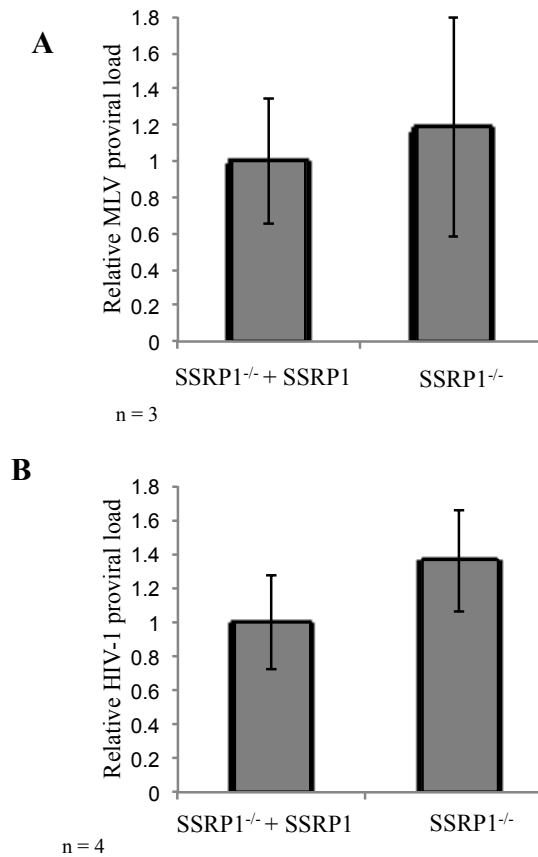 A
Relative MLV proviral load
1.8
1.6
1.4
1.2
1
0.8
0.6
0.4
0.2
0
SSRP1-/- + SSRP1
SSRP1-/-
n = 3
B
Relative HIV-1 proviral load
1.8
1.6
1.4
1.2
1
0.8
0.6
0.4
0.2
0
SSRP1-/- + SSRP1
SSRP1-/-
n = 4